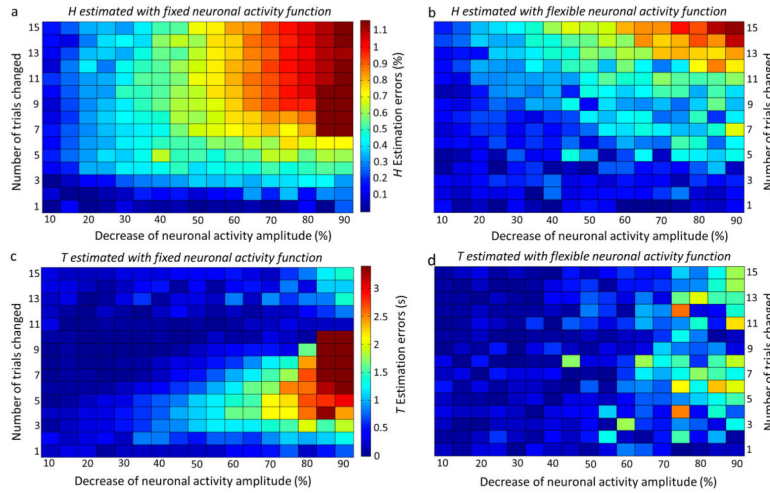 a
H estimated with fixed neuronal activity function
Number of trials changed
15
13
11
9
7
5
3
1
10 20 30 40 50 60 70 80 90
Decrease of neuronal activity amplitude (%)
1.1
1
0.9
0.8
0.7
0.6
0.5
0.4
0.3
0.2
0.1
H Estimation errors (%)
b
H estimated with flexible neuronal activity function
15
13
11
9
7
5
3
1
Number of trials changed
10 20 30 40 50 60 70 80 90
Decrease of neuronal activity amplitude (%)
c
T estimated with fixed neuronal activity function
Number of trials changed
15
13
11
9
7
5
3
1
10 20 30 40 50 60 70 80 90
Decrease of neuronal activity amplitude (%)
3
2.5
2
1.5
1
0.5
0
T Estimation errors (s)
d
T estimated with flexible neuronal activity function
15
13
11
9
7
5
3
1
Number of trials changed
10 20 30 40 50 60 70 80 90
Decrease of neuronal activity amplitude (%)